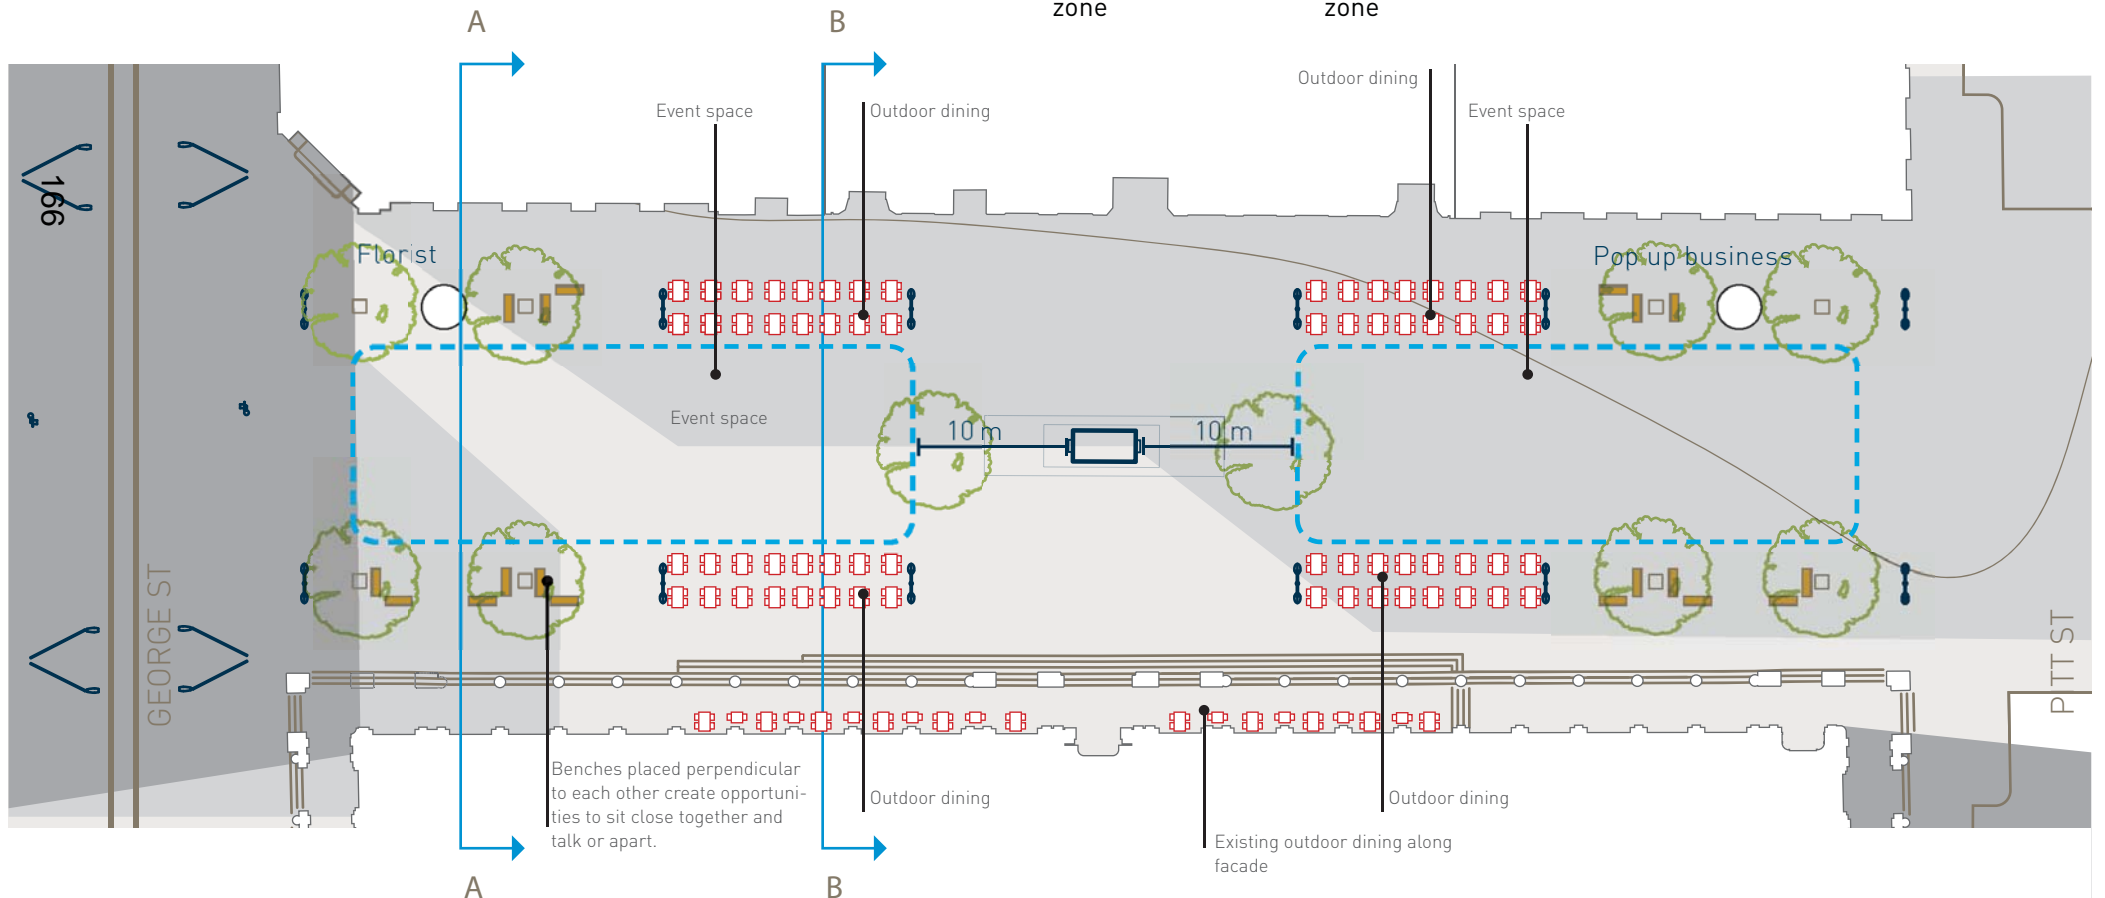 zone
zone
A
B
Outdoor dining
Event space
Outdoor dining
Event space
166
Florist
Pop up business
Event space
10 m
10 m
GEORGE ST
PITT ST
Benches placed perpendicular
to each other create opportuni-
ties to sit close together and
talk or apart.
Outdoor dining
Outdoor dining
Existing outdoor dining along
facade
A
B